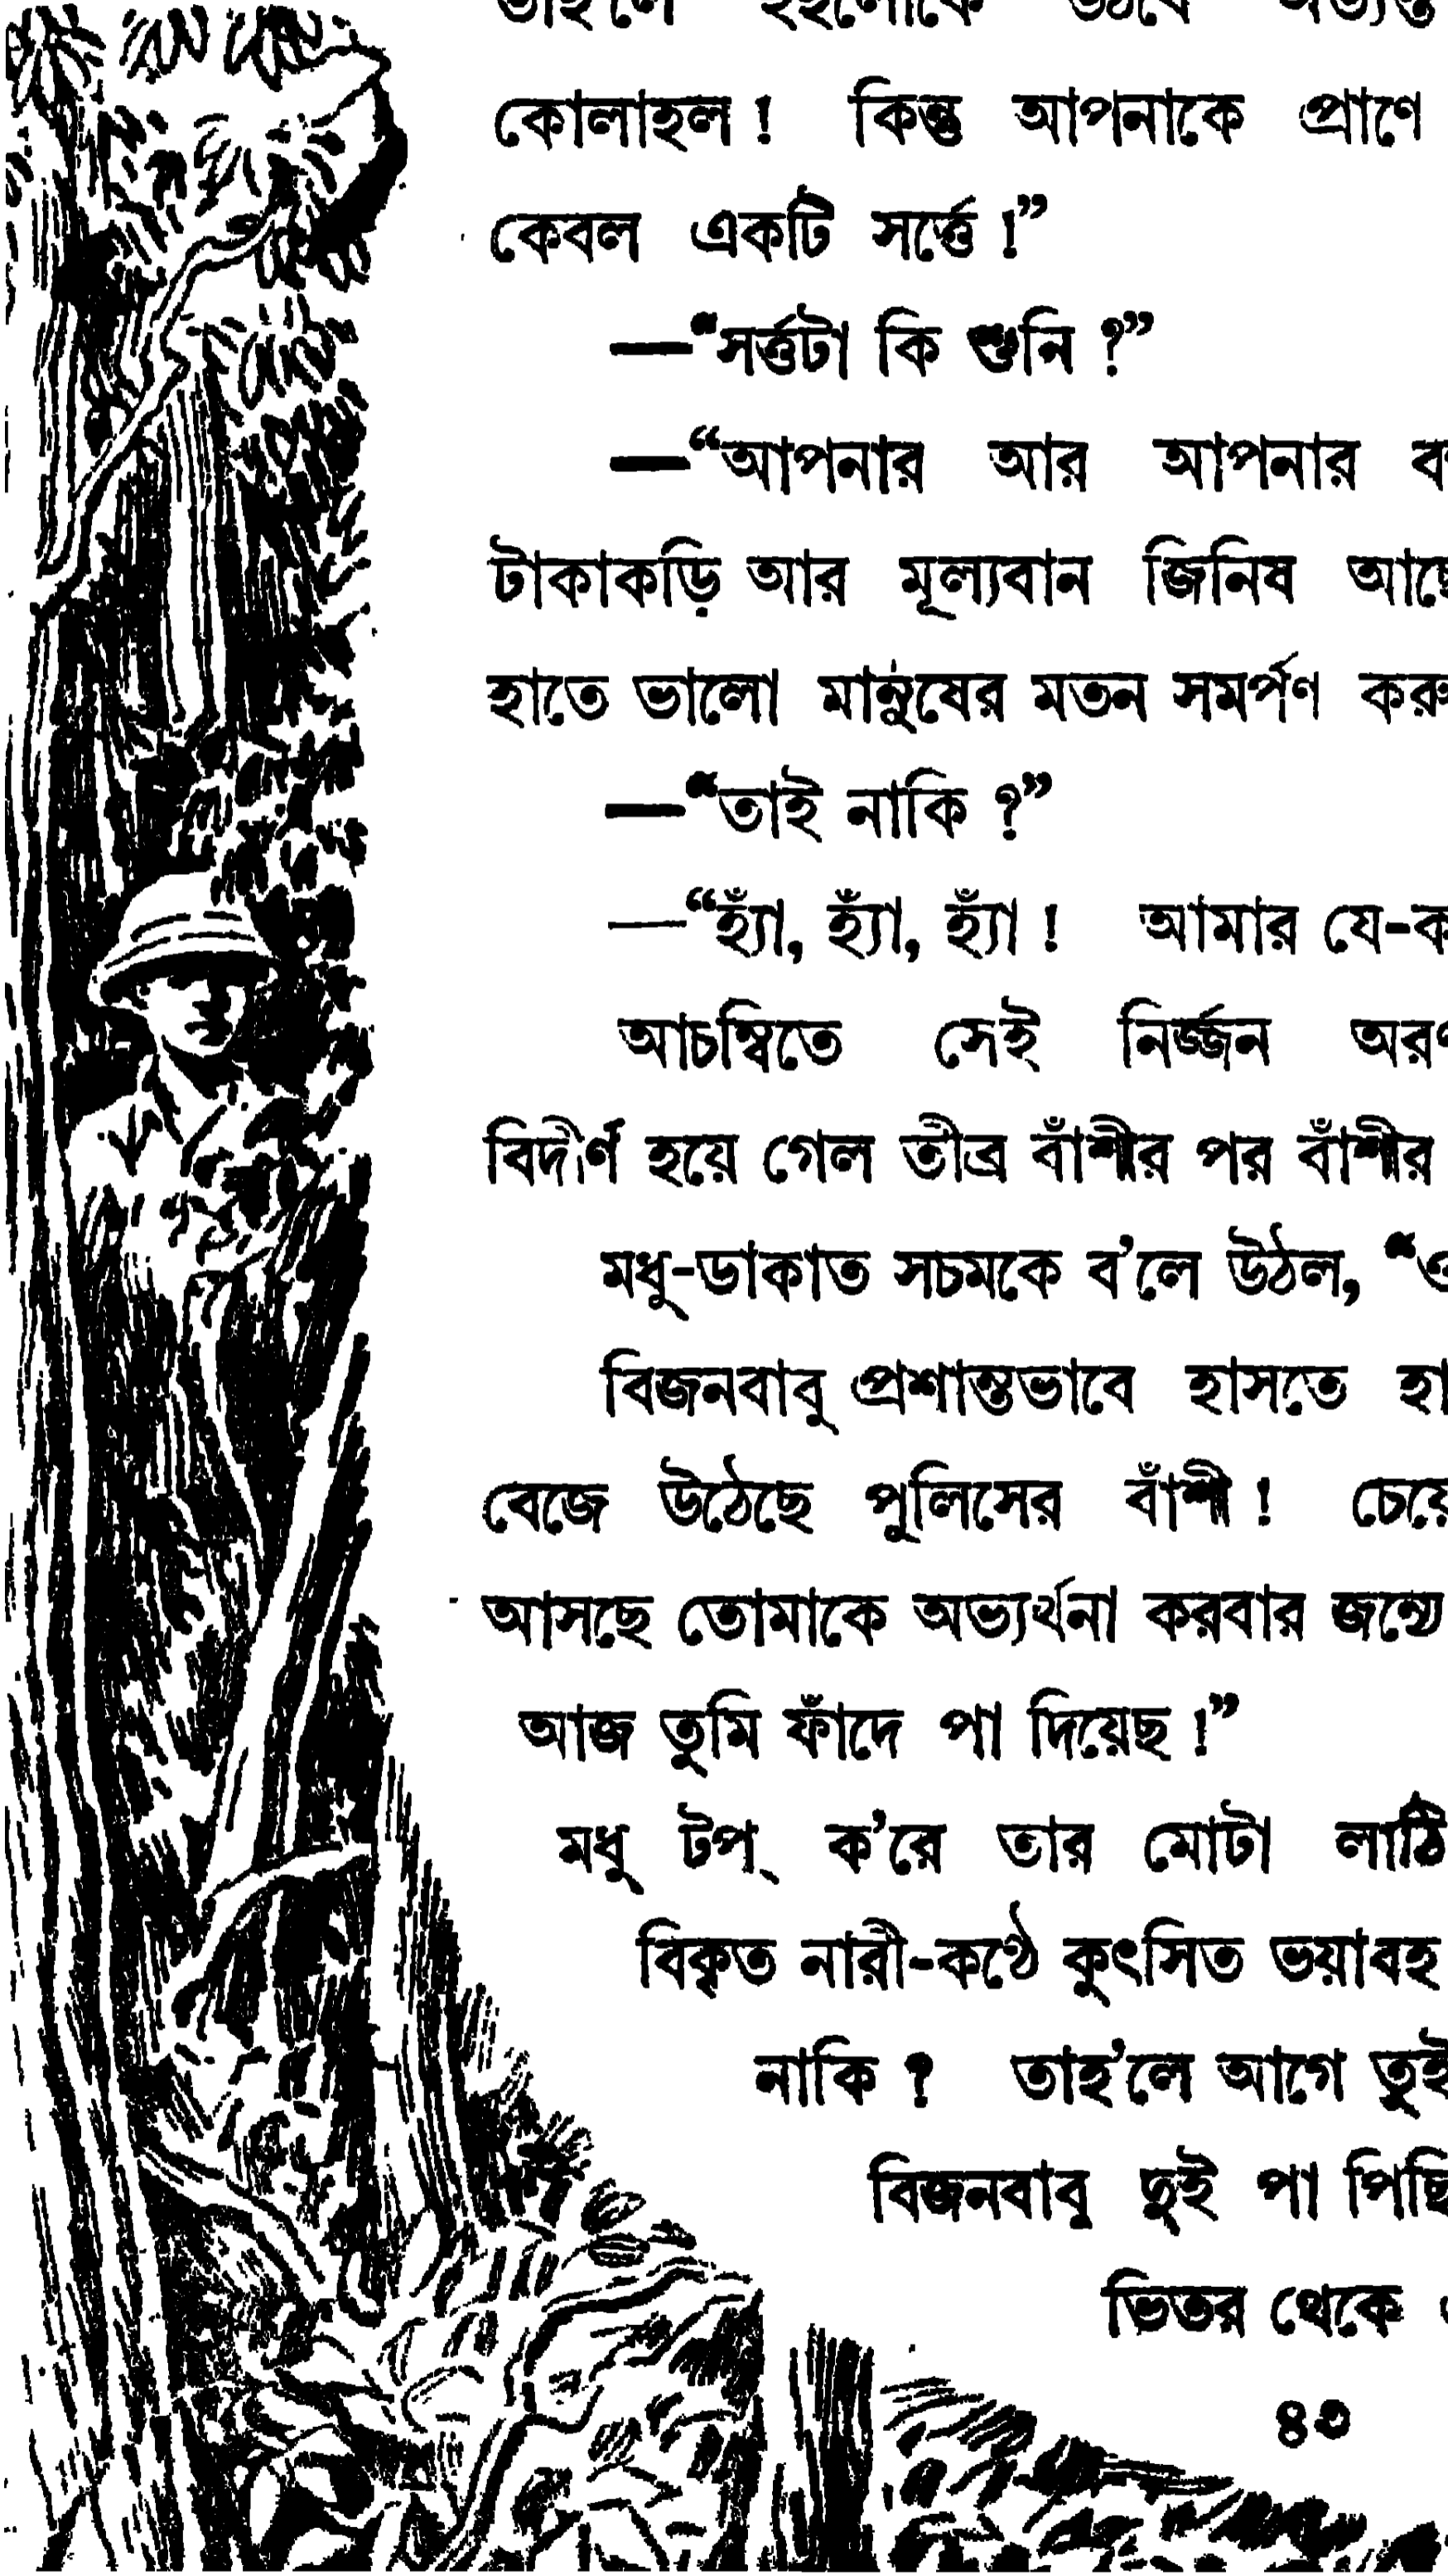 কোলাহল! কিন্তু আপনাকে প্রাণে
কেবল একটি সর্ত্তে!”
—“সর্ত্তটা কি শুনি?”
—“আপনার আর আপনার
টাকাকড়ি আর মূল্যবান জিনিষ
হাতে ভালো মানুষের মতন সমর্পণ
—“তাই নাকি?”
—“হ্যাঁ, হ্যাঁ, হ্যাঁ! আমার
আচম্বিতে সেই নির্জ্জন
বিদীর্ণ হয়ে গেল তীব্র বাঁশীর পর বাঁশীর
মধু-ডাকাত সচমকে ব’লে উঠল,
বিজনবাবু প্রশান্তভাবে হাসতে
বেজে উঠেছে পুলিসের বাঁশী!
আসছে তোমাকে অভ্যর্থনা করবার জন্যে
আজ তুমি ফাঁদে পা দিয়েছ!”
মধু টপ্ ক’রে তার মোটা লাঠি
বিকৃত নারী-কণ্ঠে কুৎসিত ভয়াবহ
নাকি? তাহ’লে আগে তুই
বিজনবাবু দুই পা
ভিতর থেকে
৪৩